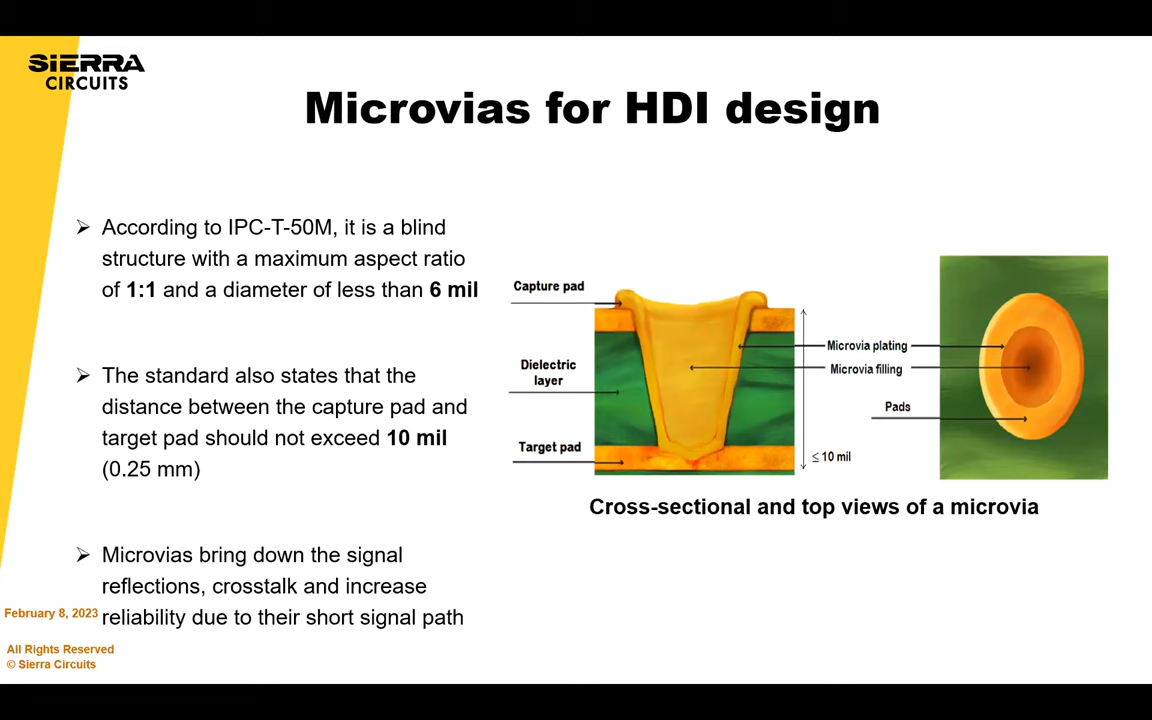 SiERRA
CIRCUITS
Microvias for HDI design
➢ According to IPC-T-50M, it is a blind
structure with a maximum aspect ratio
of 1:1 and a diameter of less than 6 mil
➢ The standard also states that the
distance between the capture pad and
target pad should not exceed 10 mil
(0.25 mm)
➢ Microvias bring down the signal
reflections, crosstalk and increase
reliability due to their short signal path
Capture pad
Dielectric
layer
Target pad
Microvia plating
Microvia filling
Pads
≤10 mil
Cross-sectional and top views of a microvia
February 8, 2023
All Rights Reserved
© Sierra Circuits